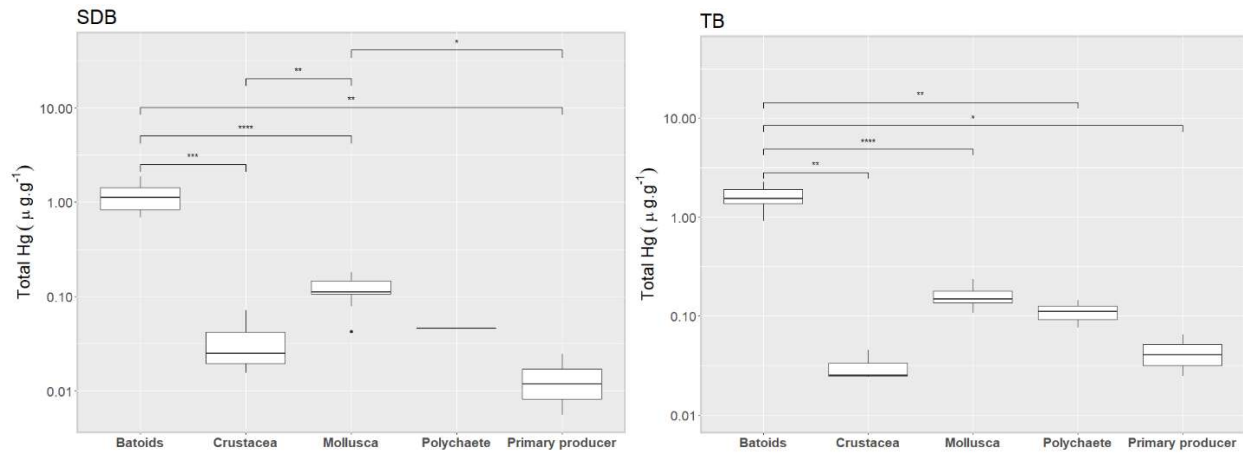 SDB
*
**
**
****
***
10.00
1.00
0.10
0.01
Total Hg ( μ g.g⁻¹)
Batoids Crustacea Mollusca Polychaete Primary producer
TB
**
*
****
**
10.00
1.00
0.10
0.01
Total Hg ( μ g.g⁻¹)
Batoids Crustacea Mollusca Polychaete Primary producer